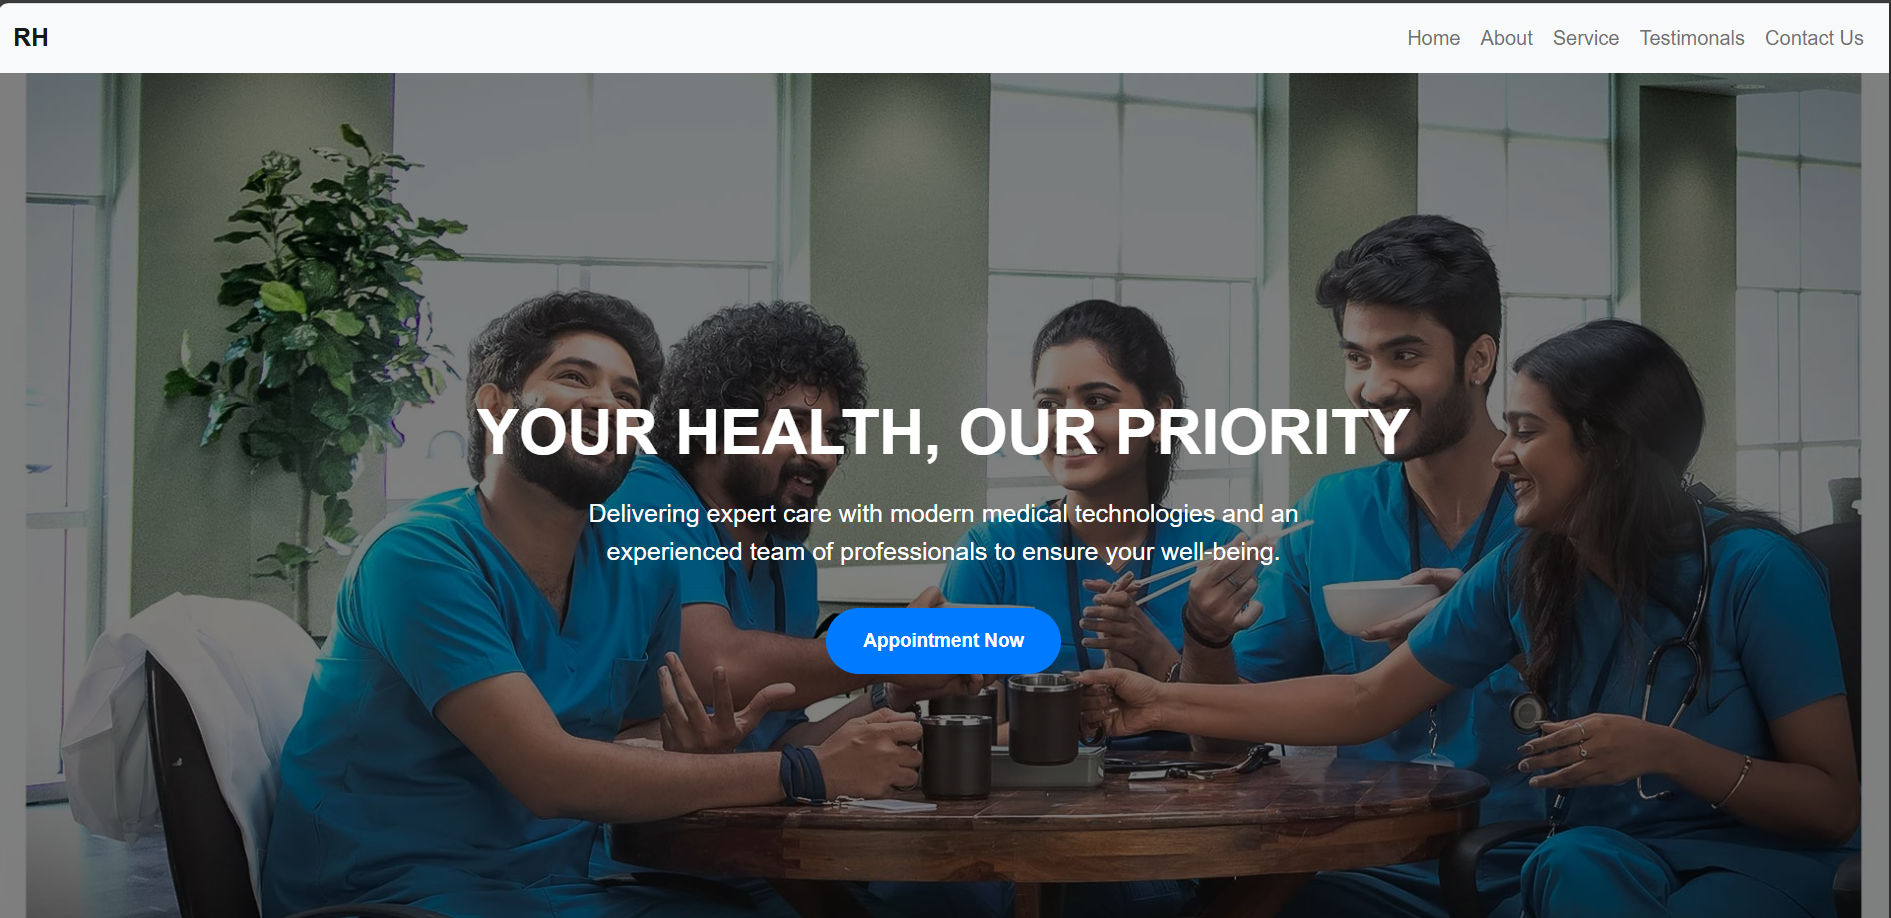 RH
Home About Service Testimonals Contact Us
YOUR HEALTH, OUR PRIORITY
Delivering expert care with modern medical technologies and an
experienced team of professionals to ensure your well-being.
Appointment Now